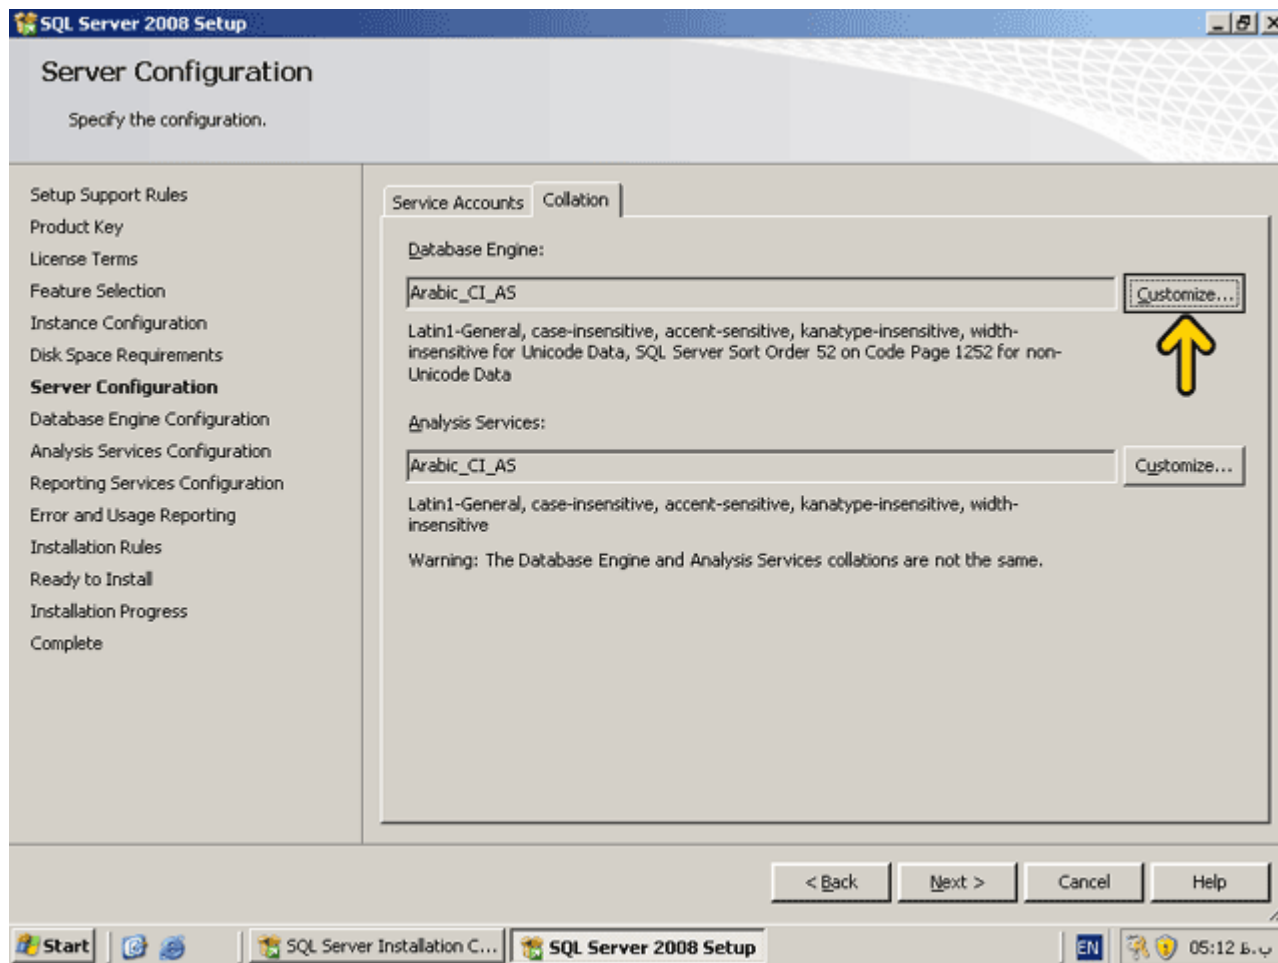 SQL Server 2008 Setup
Server Configuration
Specify the configuration.
Setup Support Rules
Product Key
License Terms
Feature Selection
Instance Configuration
Disk Space Requirements
Server Configuration
Database Engine Configuration
Analysis Services Configuration
Reporting Services Configuration
Error and Usage Reporting
Installation Rules
Ready to Install
Installation Progress
Complete
Service Accounts
Collation
Database Engine:
Arabic_CI_AS
Customize...
Latin1-General, case-insensitive, accent-sensitive, kanatype-insensitive, width-
insensitive for Unicode Data, SQL Server Sort Order 52 on Code Page 1252 for non-
Unicode Data
Analysis Services:
Arabic_CI_AS
Customize...
Latin1-General, case-insensitive, accent-sensitive, kanatype-insensitive, width-
insensitive
Warning: The Database Engine and Analysis Services collations are not the same.
< Back
Next >
Cancel
Help
Start
SQL Server Installation C...
SQL Server 2008 Setup
EN
05:12 ب.ظ